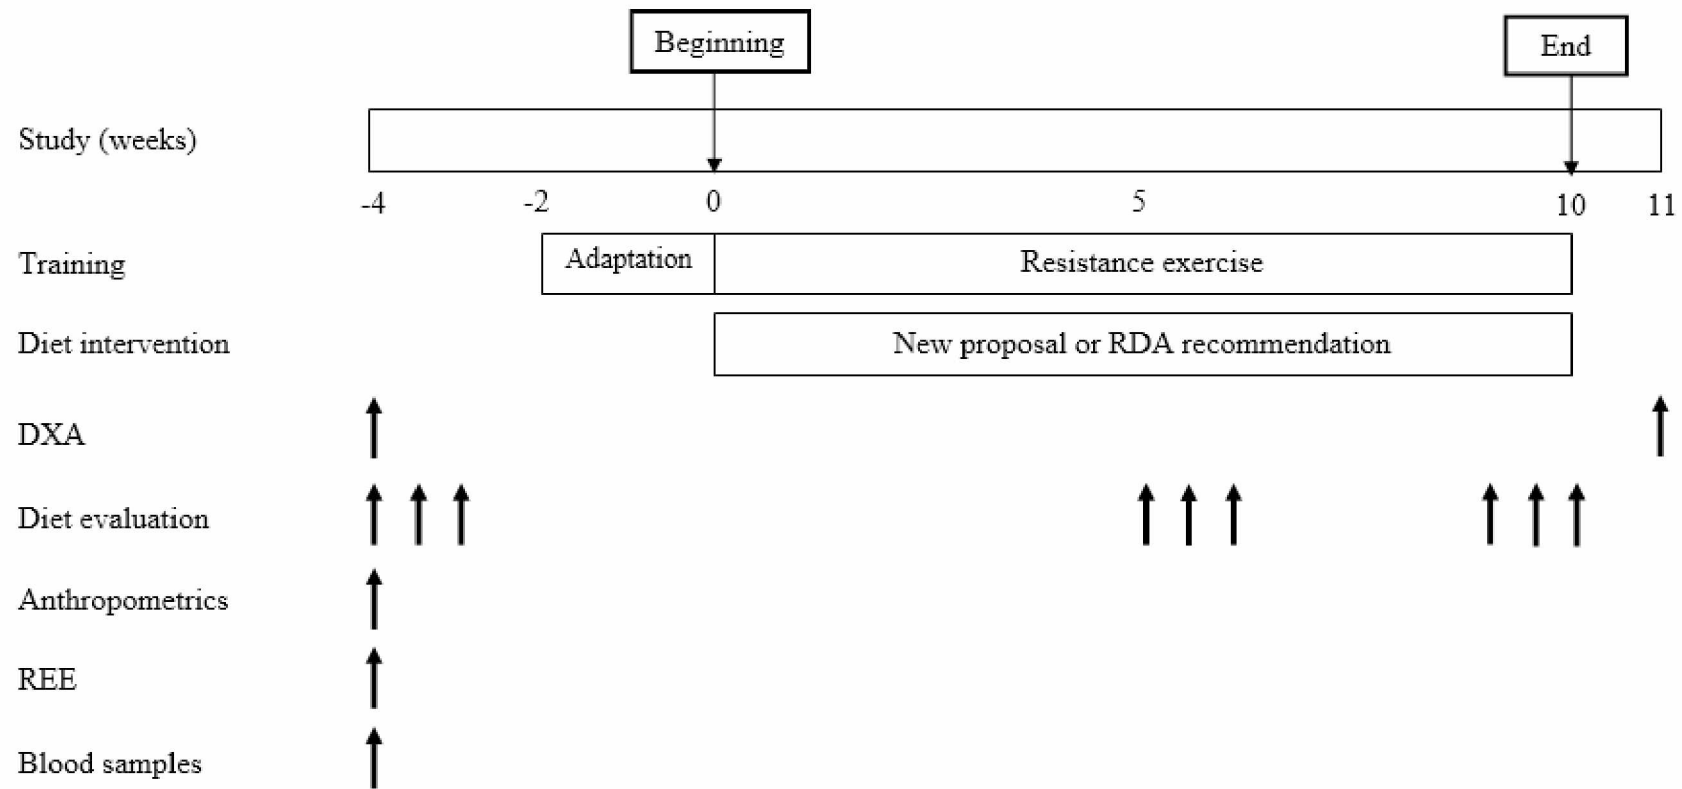 Beginning
End
Study (weeks)
-4 -2 0 5 10 11
Training
Adaptation
Resistance exercise
Diet intervention
New proposal or RDA recommendation
DXA
Diet evaluation
Anthropometrics
REE
Blood samples